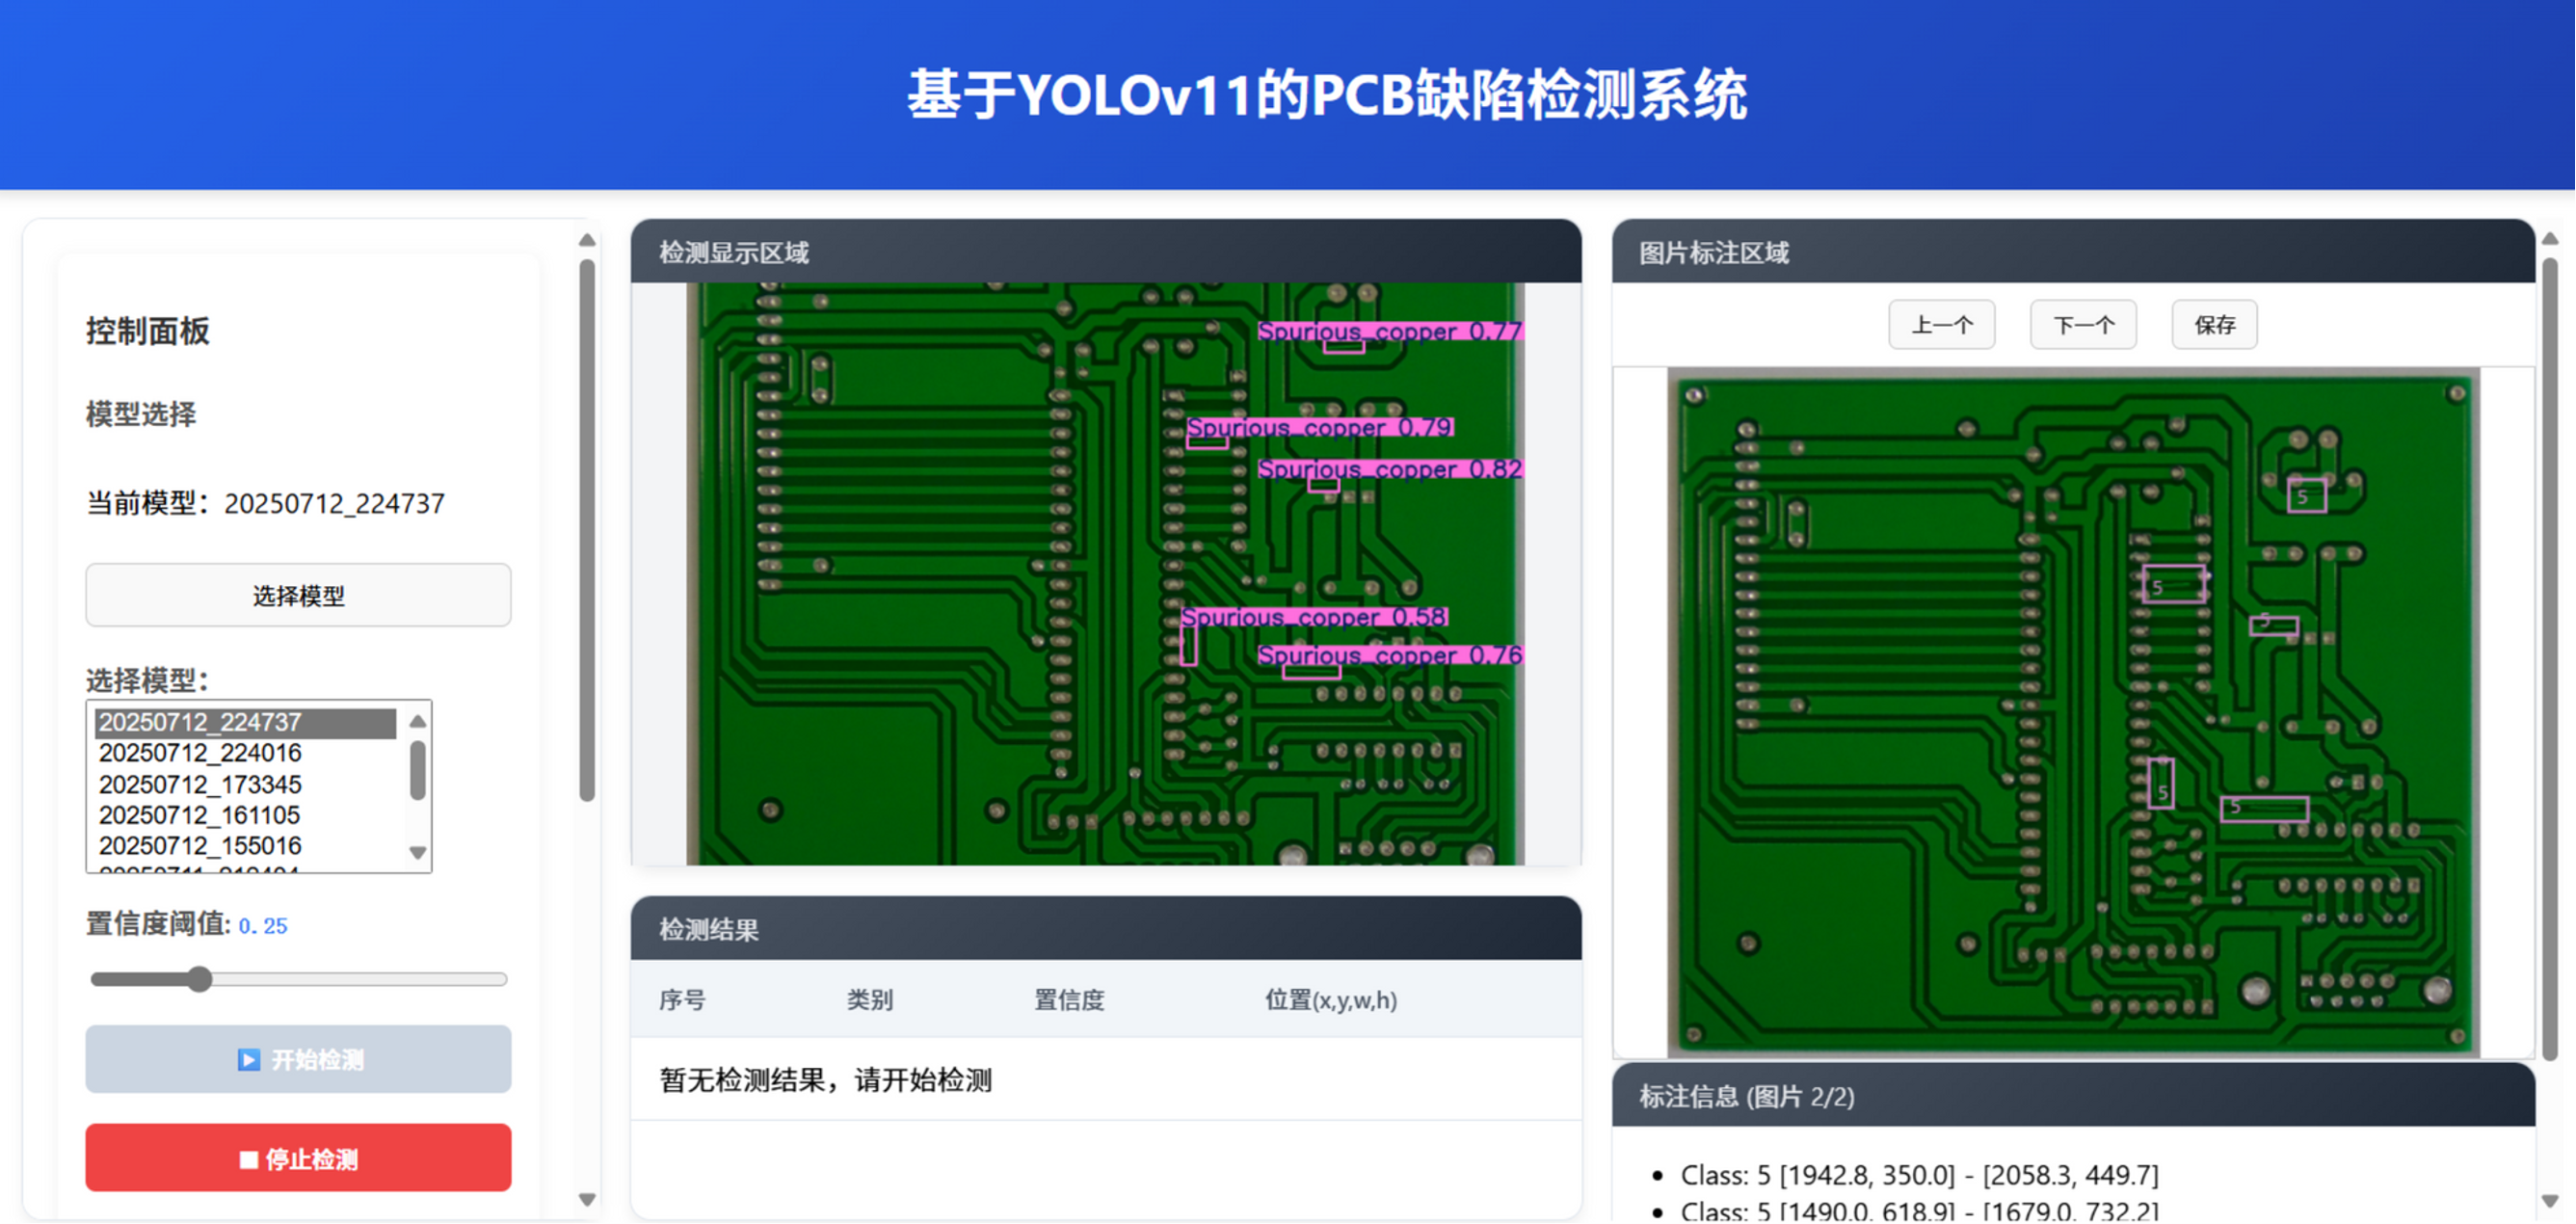 基于YOLOv11的PCB缺陷检测系统
控制面板
模型选择
当前模型：20250712_224737
选择模型
选择模型：
20250712_224737
20250712_224016
20250712_173345
20250712_161105
20250712_155016
置信度阈值: 0.25
开始检测
停止检测
检测显示区域
Spurious_copper 0.77
Spurious_copper 0.79
Spurious_copper 0.82
Spurious_copper 0.58
Spurious_copper 0.76
检测结果
序号 类别 置信度 位置(x,y,w,h)
暂无检测结果，请开始检测
图片标注区域
上一个 下一个 保存
5
5
5
5
5
标注信息 (图片 2/2)
Class: 5 [1942.8, 350.0] - [2058.3, 449.7]
Class: 5 [1490.0, 618.9] - [1679.0, 732.2]